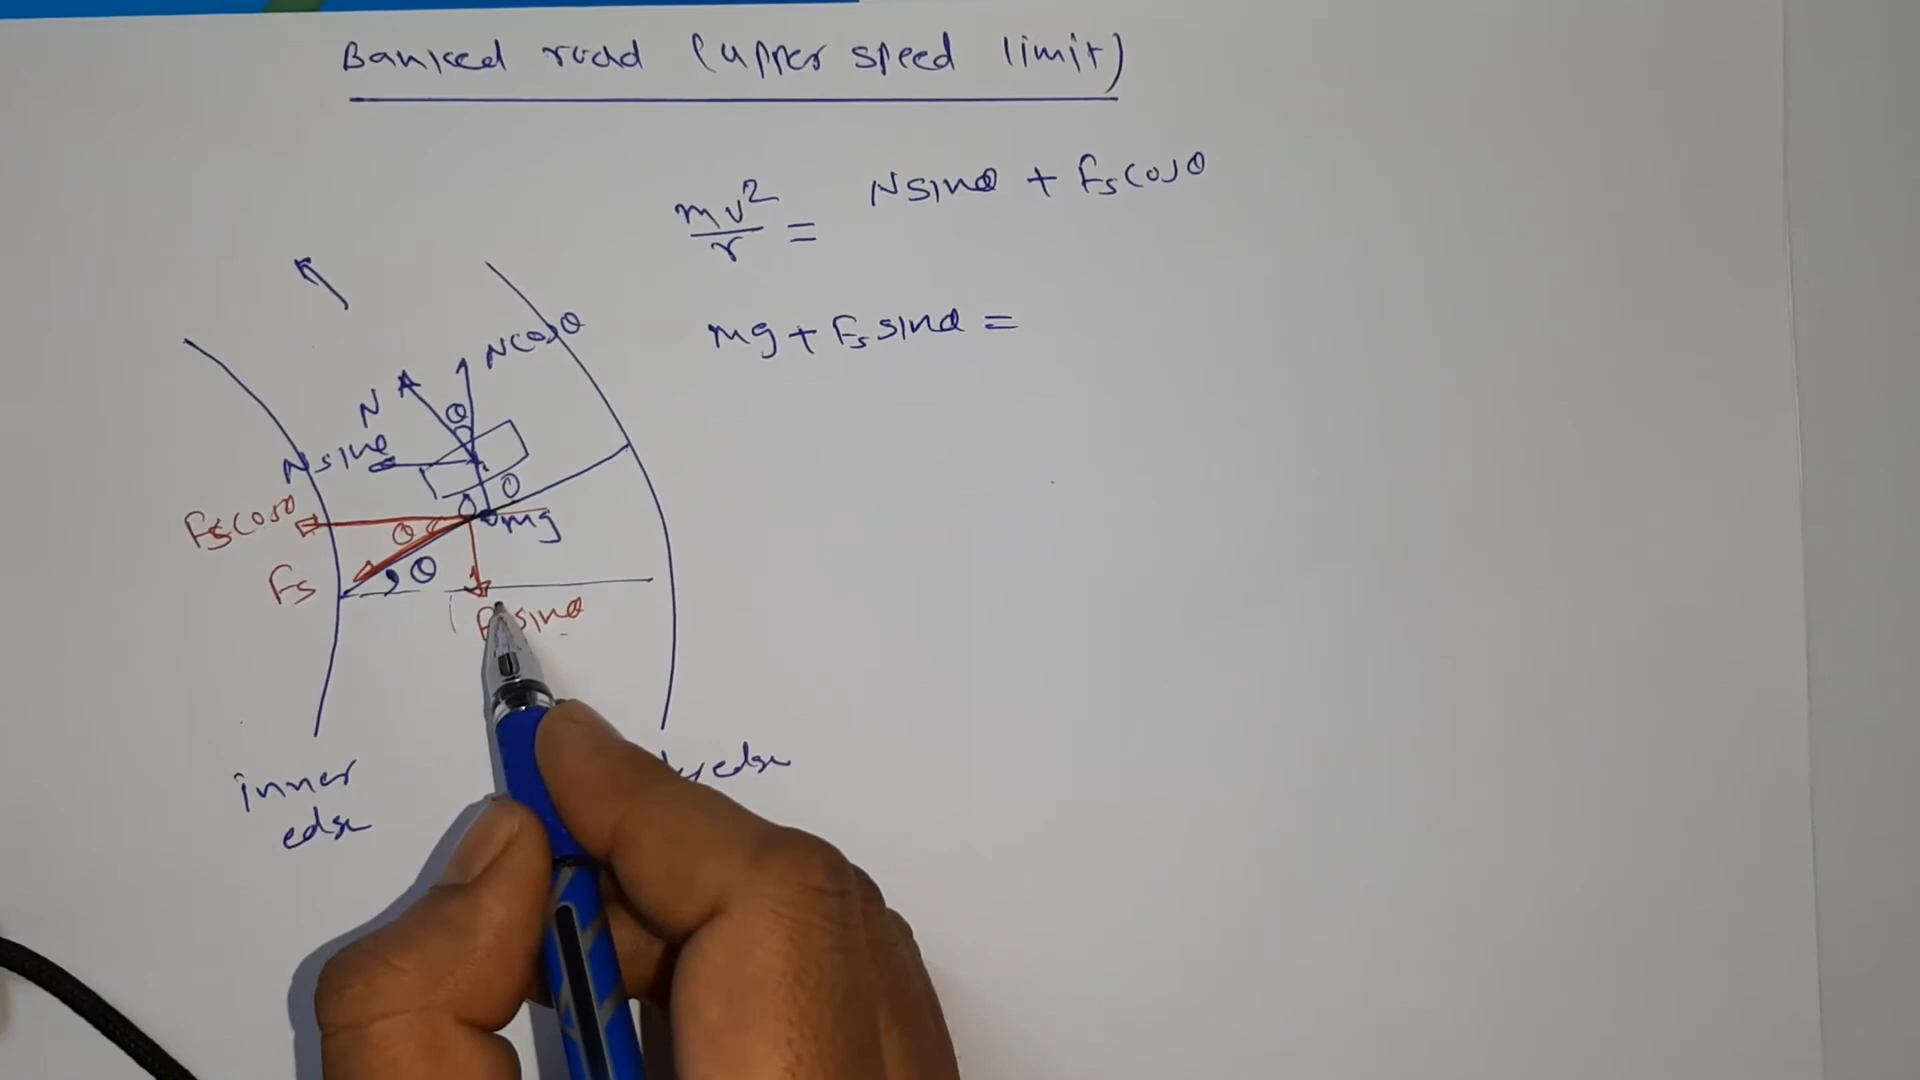 Banked road (upper speed limit)
mv²/r = N sinθ + Fs cosθ
mg + Fs sinθ =
N cosθ
N
θ
N sinθ
θ
Fs cosθ
θ
mg
Fs
θ
sinθ
inner
edge
edge